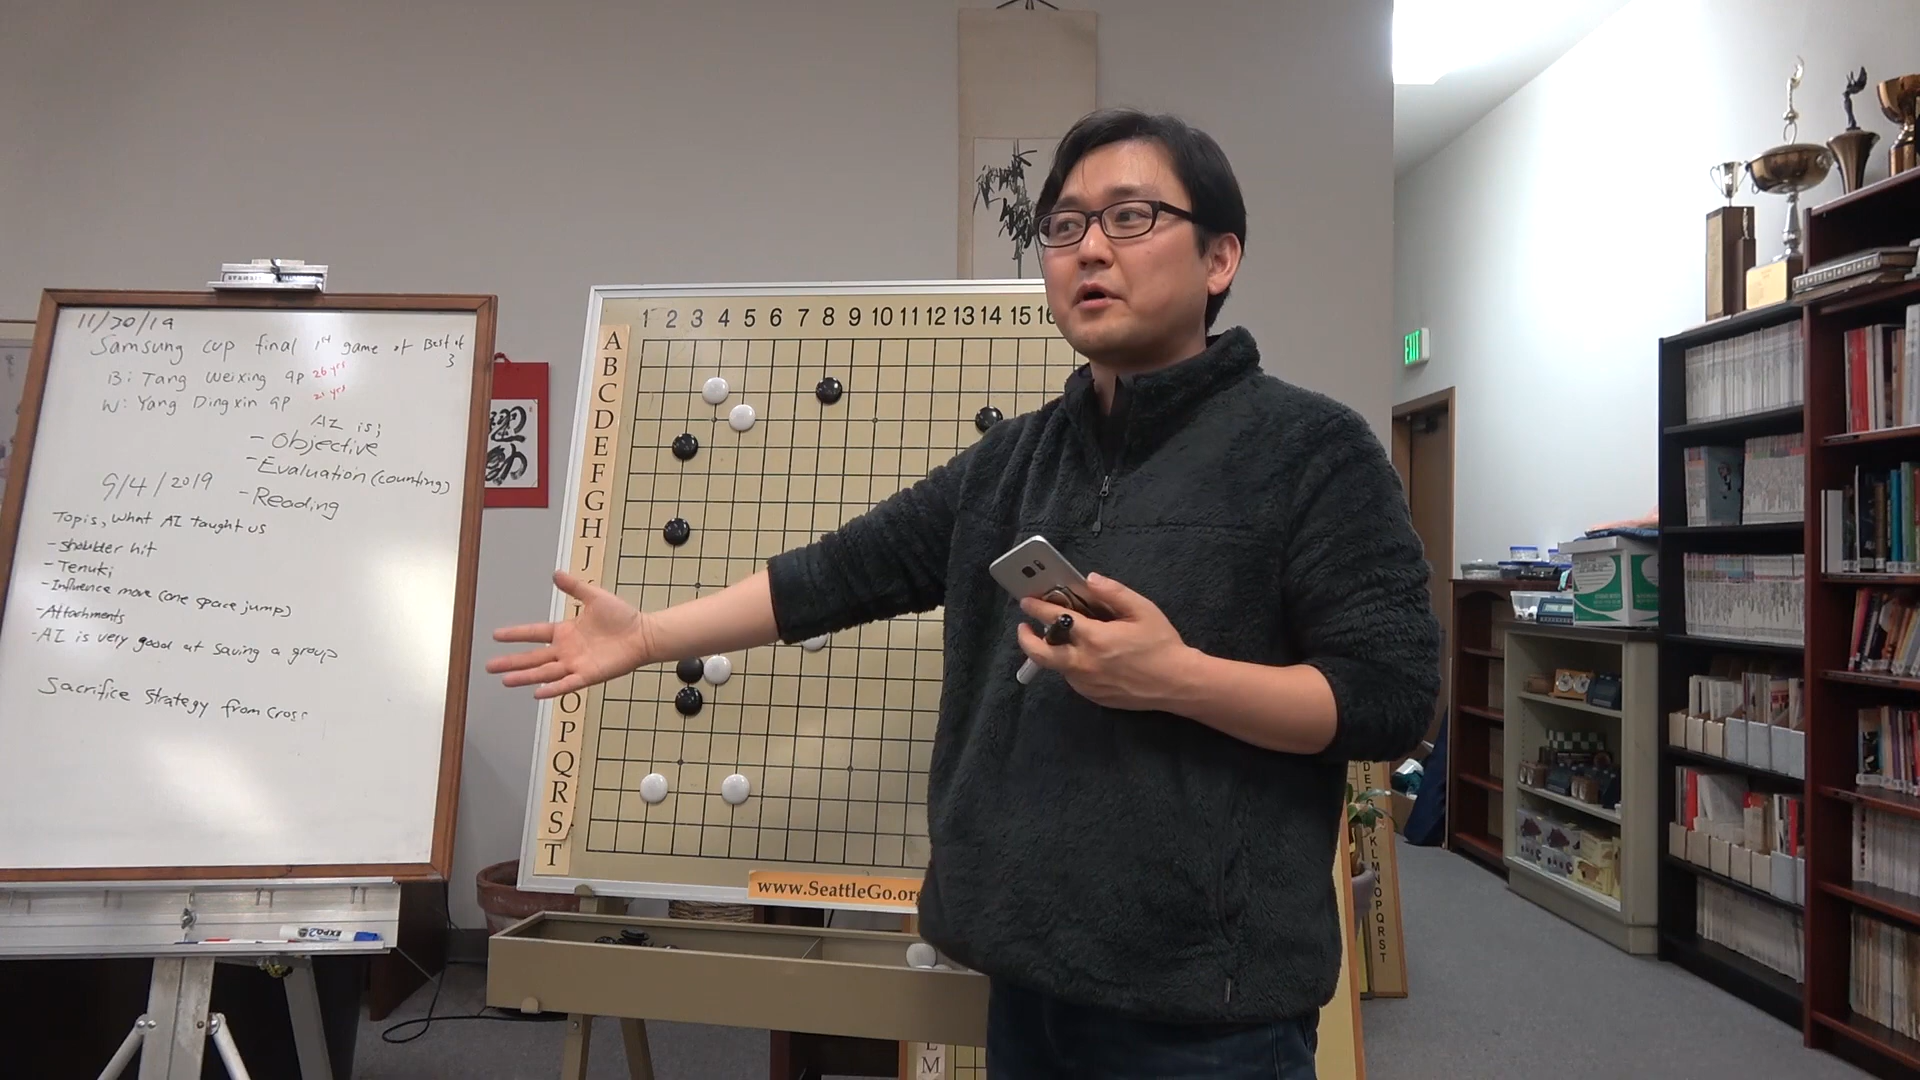 11/20/19
Samsung cup final 1st game of Best of 3
B: Tang Weixing 9p 26 yrs
W: Yang Dingxin 9p 21 yrs
AI is;
- Objective
- Evaluation (counting)
- Reading
9/4/2019
Topis, what AI taught us
- Shoulder hit
- Tenuki
- Influence move (one space jump)
- Attachments
- AI is very good at saving a group
Sacrifice strategy from cross
1 2 3 4 5 6 7 8 9 10 11 12 13 14 15 16
A
B
C
D
E
F
G
H
J
O
P
Q
R
S
T
www.SeattleGo.org
EXIT
EXPO
K
L
M
N
O
P
Q
R
S
T
L
M